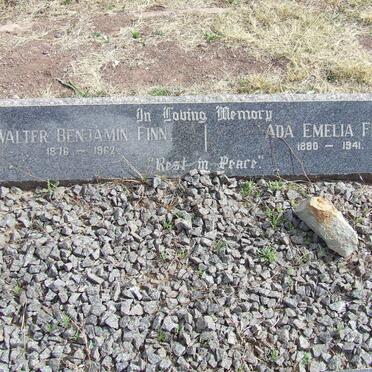 In Loving Memory
WALTER BENJAMIN FINN
1876 – 1962
ADA EMELIA F
1880 – 1941.
"Rest in Peace"